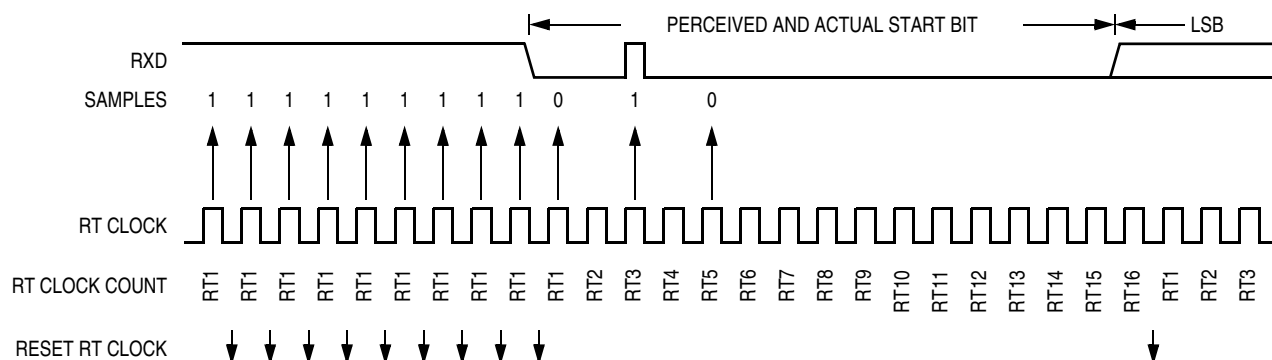 PERCEIVED AND ACTUAL START BIT LSB
RXD
SAMPLES 1 1 1 1 1 1 1 1 1 0 1 0
RT CLOCK
RT CLOCK COUNT RT1 RT1 RT1 RT1 RT1 RT1 RT1 RT1 RT1 RT1 RT2 RT3 RT4 RT5 RT6 RT7 RT8 RT9 RT10 RT11 RT12 RT13 RT14 RT15 RT16 RT1 RT2 RT3
RESET RT CLOCK